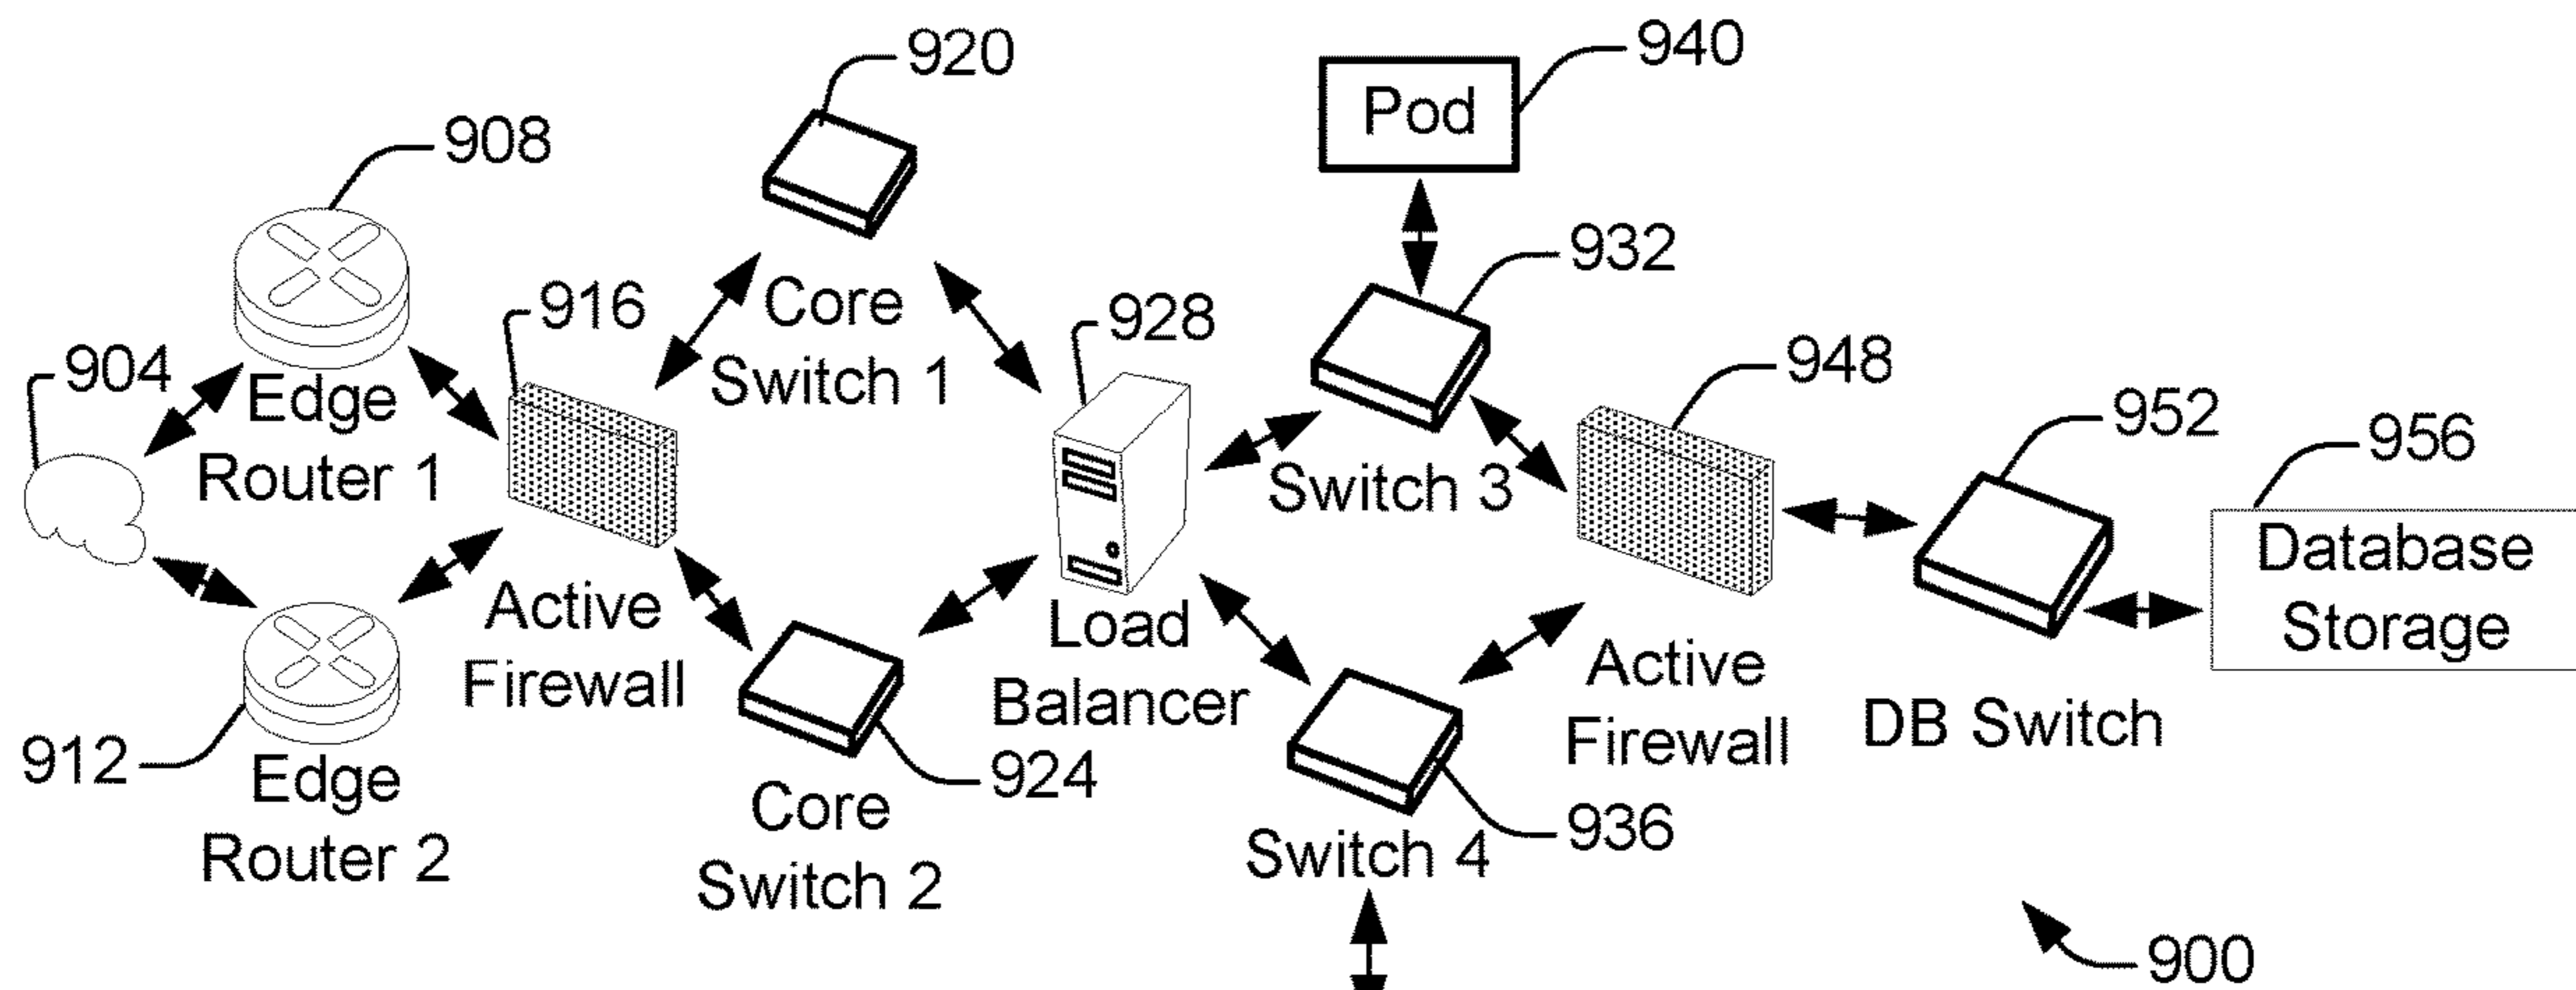 920
940
Pod
908
932
916
Core
Switch 1
928
948
904
Edge
Router 1
952
956
Switch 3
Database
Storage
Active
Firewall
Load
Balancer
Active
Firewall
DB Switch
912
Edge
Router 2
924
Core
Switch 2
936
Switch 4
900